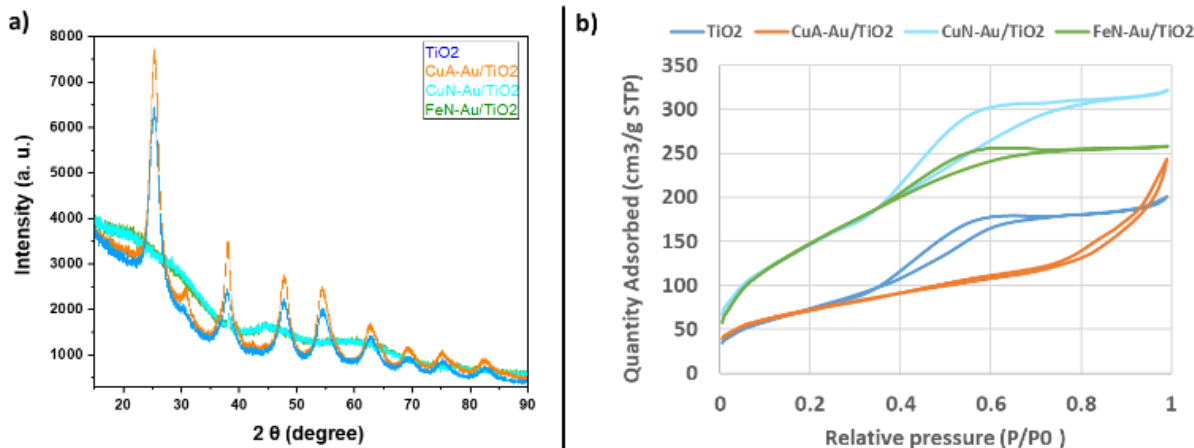 a)
8000
7000
6000
5000
4000
3000
2000
1000
Intensity (a. u.)
TiO2
CuA-Au/TiO2
CuN-Au/TiO2
FeN-Au/TiO2
20 30 40 50 60 70 80 90
2 θ (degree)
b)
TiO2 CuA-Au/TiO2 CuN-Au/TiO2 FeN-Au/TiO2
350
300
250
200
150
100
50
0
Quantity Adsorbed (cm3/g STP)
0 0.2 0.4 0.6 0.8 1
Relative pressure (P/P0 )